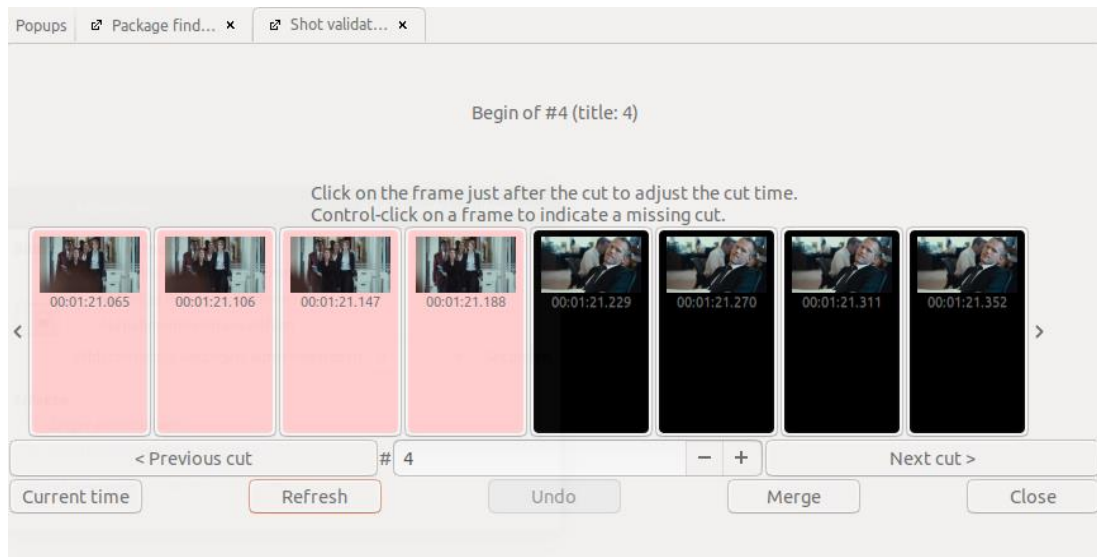 Popups Package find... × Shot validat... ×
Begin of #4 (title: 4)
Click on the frame just after the cut to adjust the cut time.
Control-click on a frame to indicate a missing cut.
00:01:21.065 00:01:21.106 00:01:21.147 00:01:21.188 00:01:21.229 00:01:21.270 00:01:21.311 00:01:21.352
< >
< Previous cut # 4 − + Next cut >
Current time Refresh Undo Merge Close